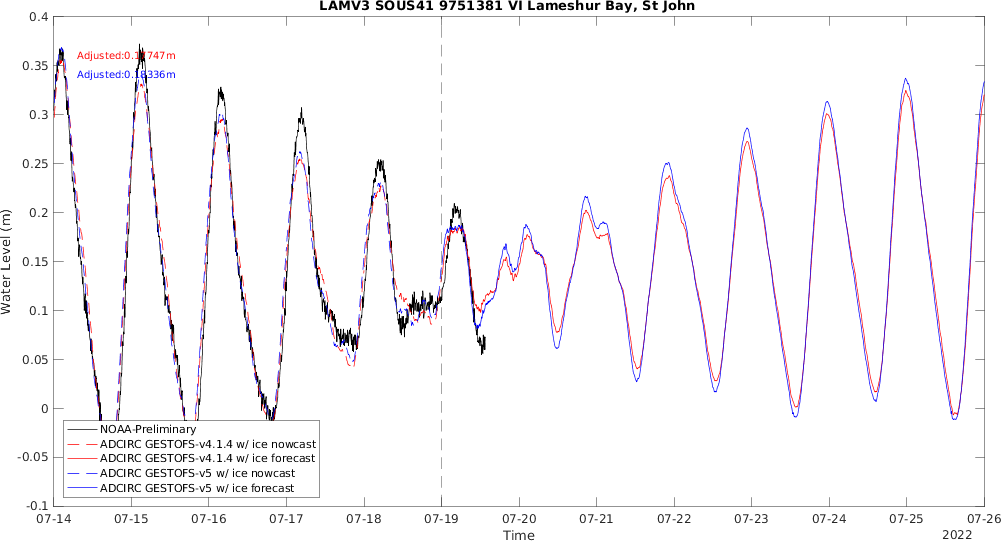 LAMV3 SOUS41 9751381 VI Lameshur Bay, St John
0.4
0.35
0.3
0.25
0.2
0.15
0.1
0.05
0
-0.05
-0.1
Water Level (m)
Adjusted:
Adjusted:
NOAA-Preliminary
ADCIRC GESTOFS-v4.1.4 w/ ice nowcast
ADCIRC GESTOFS-v4.1.4 w/ ice forecast
ADCIRC GESTOFS-v5 w/ ice nowcast
ADCIRC GESTOFS-v5 w/ ice forecast
07-14 07-15 07-16 07-17 07-18 07-19 07-20 07-21 07-22 07-23 07-24 07-25 07-26
Time
2022